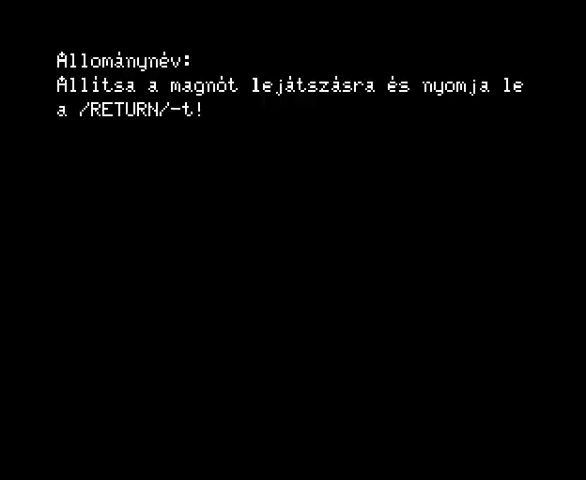 Állománynév:
Állítsa a magnót lejátszásra és nyomja le
a /RETURN/-t!